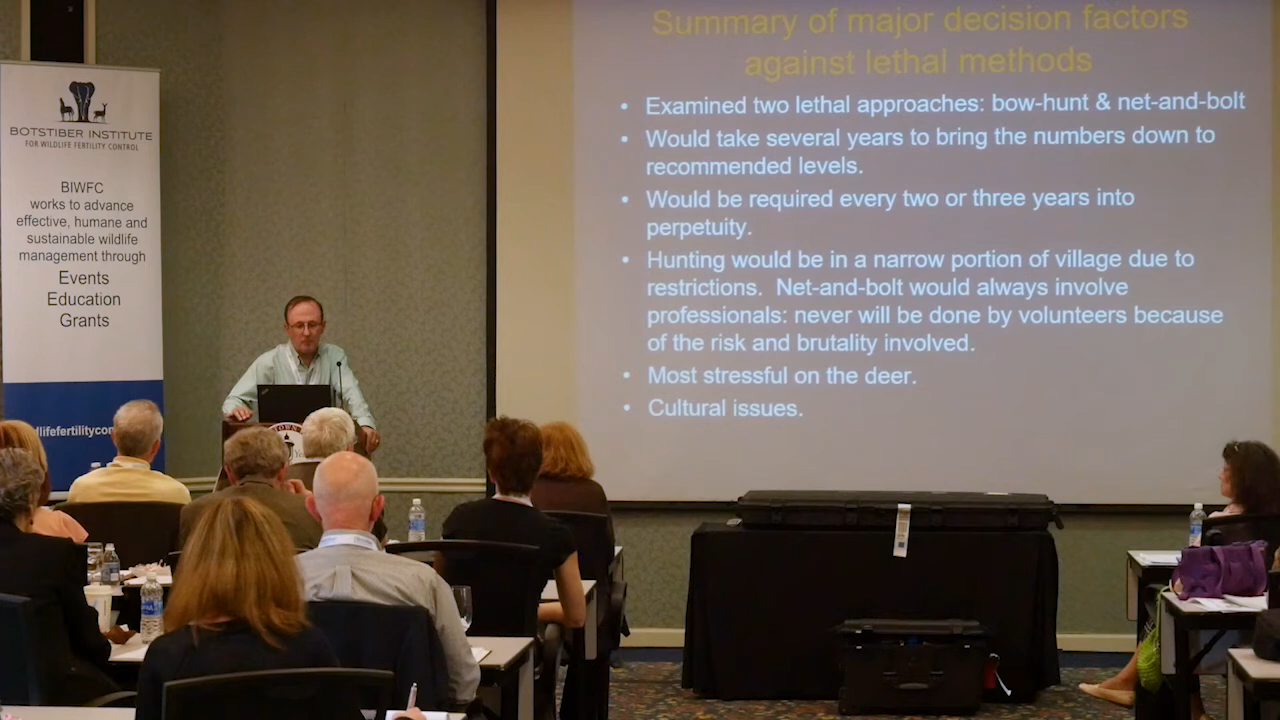 BOTSTIBER INSTITUTE
FOR WILDLIFE FERTILITY CONTROL
BIWFC
works to advance
effective, humane and
sustainable wildlife
management through
Events
Education
Grants
Summary of major decision factors
against lethal methods
• Examined two lethal approaches: bow-hunt & net-and-bolt
• Would take several years to bring the numbers down to
recommended levels.
• Would be required every two or three years into
perpetuity.
• Hunting would be in a narrow portion of village due to
restrictions. Net-and-bolt would always involve
professionals: never will be done by volunteers because
of the risk and brutality involved.
• Most stressful on the deer.
• Cultural issues.